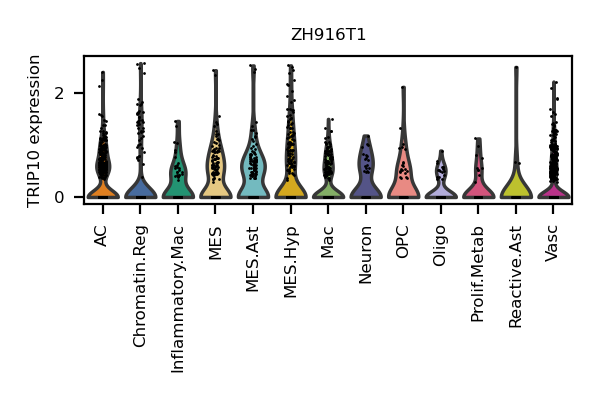 ZH916T1
TRIP10 expression
2
0
AC
Chromatin.Reg
Inflammatory.Mac
MES
MES.Ast
MES.Hyp
Mac
Neuron
OPC
Oligo
Prolif.Metab
Reactive.Ast
Vasc